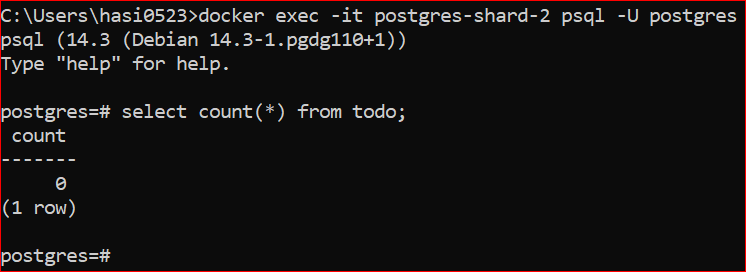 C:\Users\hasi0523>docker exec -it postgres-shard-2 psql -U postgres
psql (14.3 (Debian 14.3-1.pgdg110+1))
Type "help" for help.

postgres=# select count(*) from todo;
 count
-------
     0
(1 row)

postgres=#